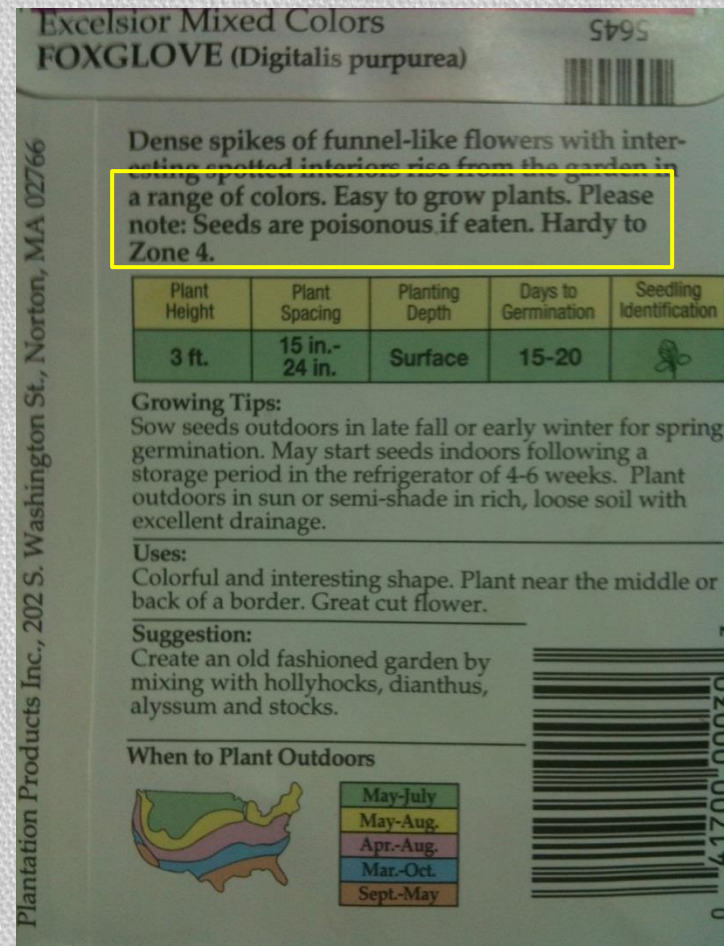 Excelsior Mixed Colors
FOXGLOVE (Digitalis purpurea)
5645
Dense spikes of funnel-like flowers with inter-
esting spotted interiors rise from the garden in
a range of colors. Easy to grow plants. Please
note: Seeds are poisonous if eaten. Hardy to
Zone 4.
Plant Height
Plant Spacing
Planting Depth
Days to Germination
Seedling Identification
3 ft.
15 in.-
24 in.
Surface
15-20
Growing Tips:
Sow seeds outdoors in late fall or early winter for spring
germination. May start seeds indoors following a
storage period in the refrigerator of 4-6 weeks. Plant
outdoors in sun or semi-shade in rich, loose soil with
excellent drainage.
Uses:
Colorful and interesting shape. Plant near the middle or
back of a border. Great cut flower.
Suggestion:
Create an old fashioned garden by
mixing with hollyhocks, dianthus,
alyssum and stocks.
When to Plant Outdoors
May-July
May-Aug.
Apr.-Aug.
Mar.-Oct.
Sept.-May
Plantation Products Inc., 202 S. Washington St., Norton, MA 02766